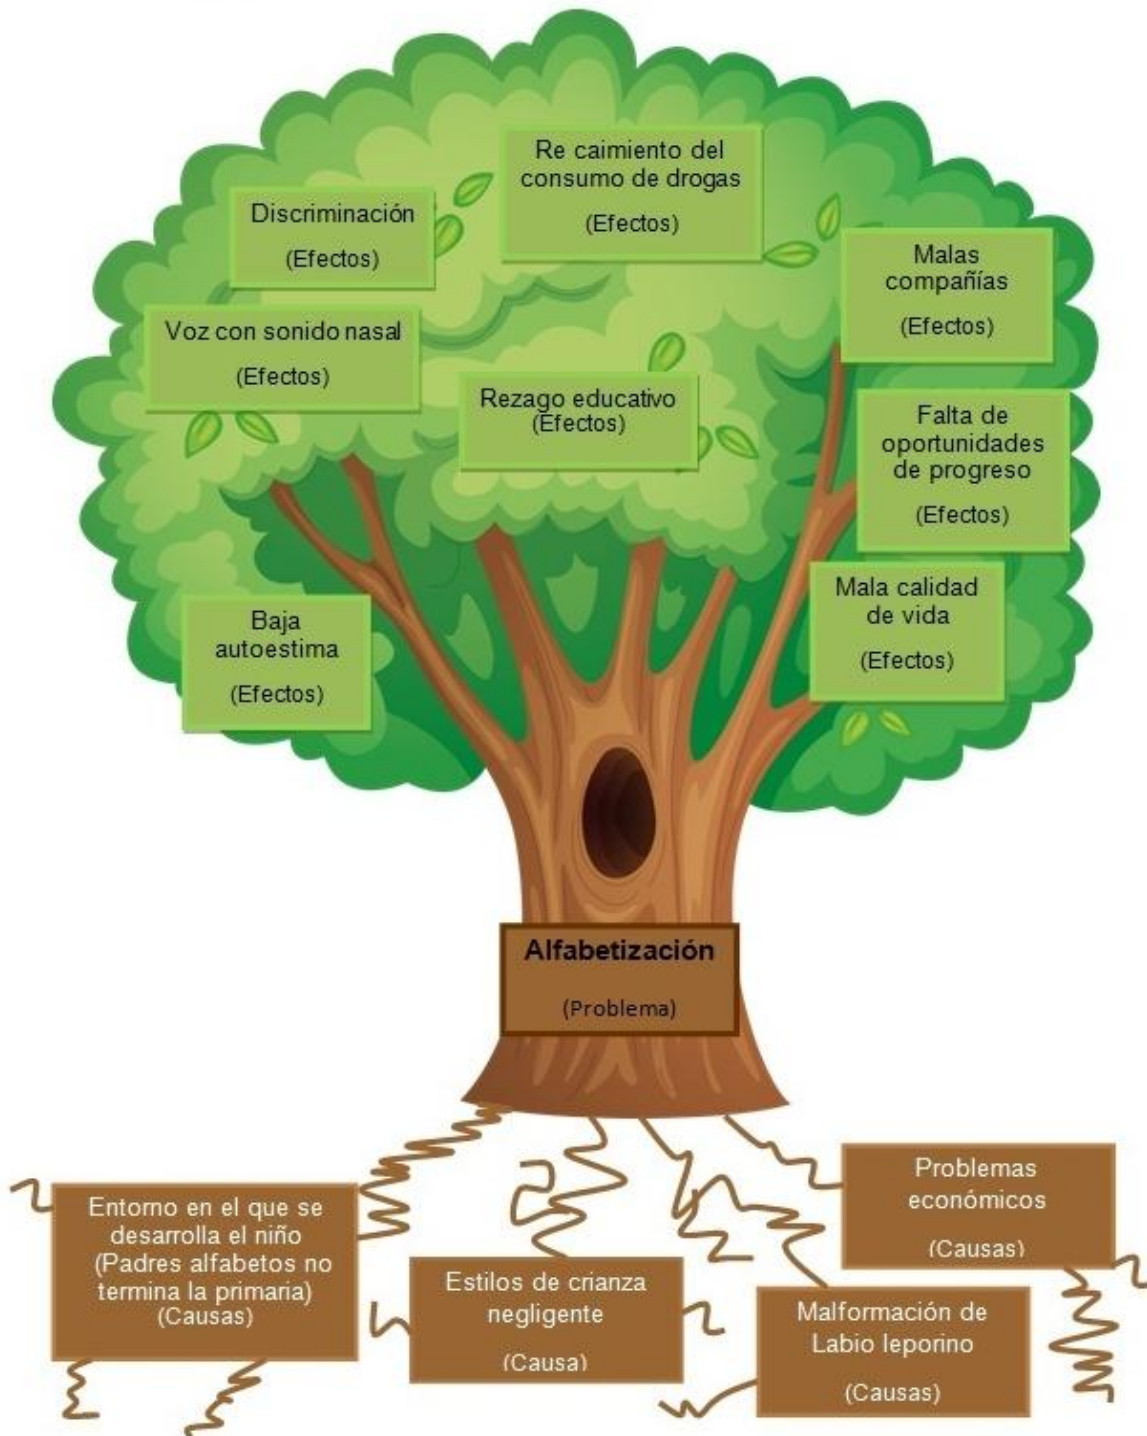 Re caimiento del
consumo de drogas
(Efectos)
Discriminación
(Efectos)
Malas
compañías
(Efectos)
Voz con sonido nasal
(Efectos)
Rezago educativo
(Efectos)
Falta de
oportunidades
de progreso
(Efectos)
Mala calidad
de vida
(Efectos)
Baja
autoestima
(Efectos)
Alfabetización
(Problema)
Entorno en el que se
desarrolla el niño
(Padres alfabetos no
termina la primaria)
(Causas)
Estilos de crianza
negligente
(Causa)
Malformación de
Labio leporino
(Causas)
Problemas
económicos
(Causas)